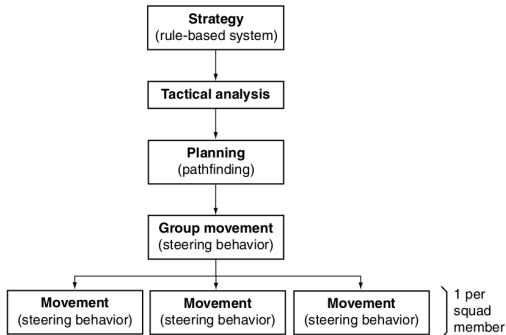 Strategy
(rule-based system)
Tactical analysis
Planning
(pathfinding)
Group movement
(steering behavior)
Movement
(steering behavior)
Movement
(steering behavior)
Movement
(steering behavior)
1 per
squad
member